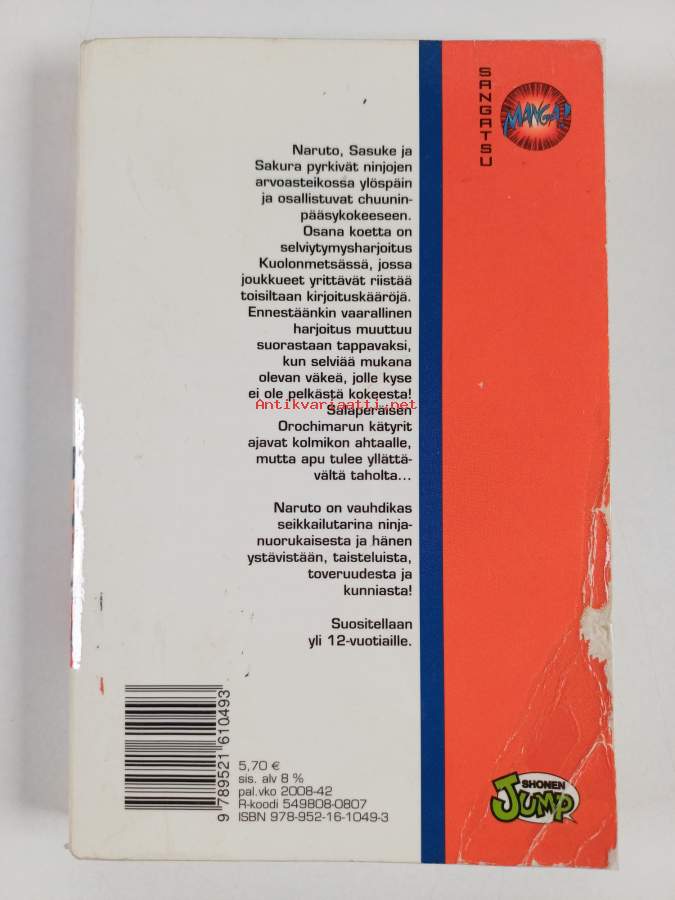 SANGATSU
MANGA!
Naruto, Sasuke ja
Sakura pyrkivät ninjojen
arvoasteikossa ylöspäin
ja osallistuvat chuunin-
pääsykokeeseen.
Osana koetta on
selviytymysharjoitus
Kuolonmetsässä, jossa
joukkueet yrittävät riistää
toisiltaan kirjoituskääröjä.
Ennestäänkin vaarallinen
harjoitus muuttuu
suorastaan tappavaksi,
kun selviää mukana
olevan väkeä, jolle kyse
ei ole pelkästä kokeesta!
Antikvariaatti.net
Salaperäisen
Orochimarun kätyrit
ajavat kolmikon ahtaalle,
mutta apu tulee yllättä-
vältä taholta...
Naruto on vauhdikas
seikkailutarina ninja-
nuorukaisesta ja hänen
ystävistään, taisteluista,
toveruudesta ja
kunniasta!
Suositellaan
yli 12-vuotiaille.
9 789521 610493
5,70 €
sis. alv 8 %
pal.vko 2008-42
R-koodi 549808-0807
ISBN 978-952-16-1049-3
SHONEN
JUMP